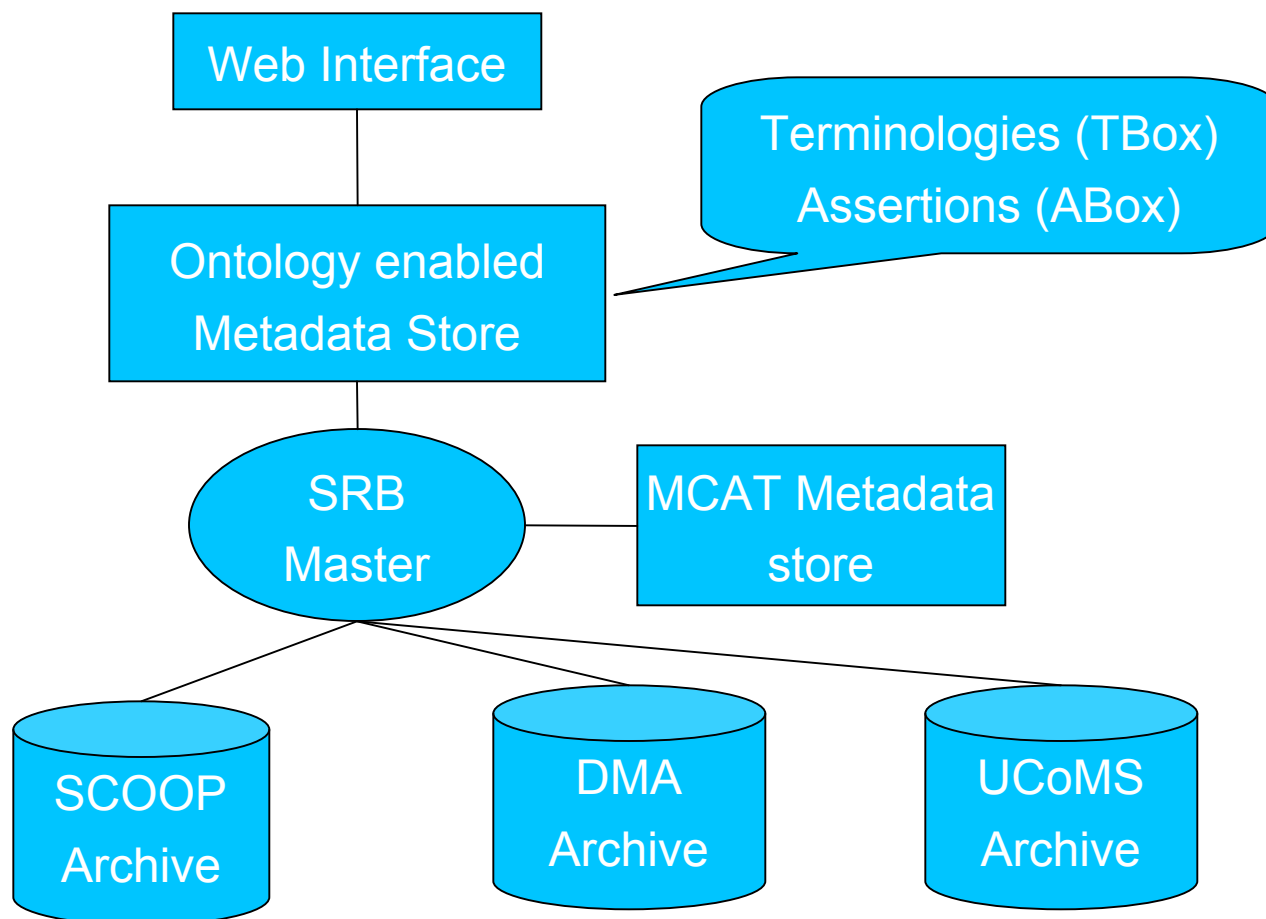 Web Interface
Terminologies (TBox)
Assertions (ABox)
Ontology enabled
Metadata Store
SRB
Master
MCAT Metadata
store
SCOOP
Archive
DMA
Archive
UCoMS
Archive